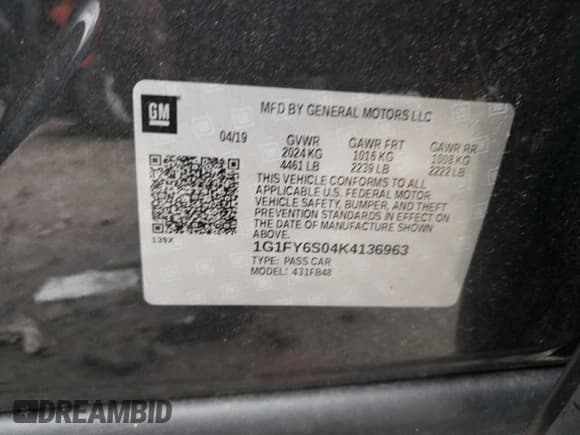 GM
MFD BY GENERAL MOTORS LLC
04/19 GVWR GAWR FRT GAWR RR
2024 KG 1016 KG 1008 KG
4461 LB 2239 LB 2222 LB
THIS VEHICLE CONFORMS TO ALL
APPLICABLE U.S. FEDERAL MOTOR
VEHICLE SAFETY, BUMPER, AND THEFT
PREVENTION STANDARDS IN EFFECT ON
THE DATE OF MANUFACTURE SHOWN
ABOVE.
139X
1G1FY6S04K4136963
TYPE: PASS CAR
MODEL: 431FB48
DREAMBID